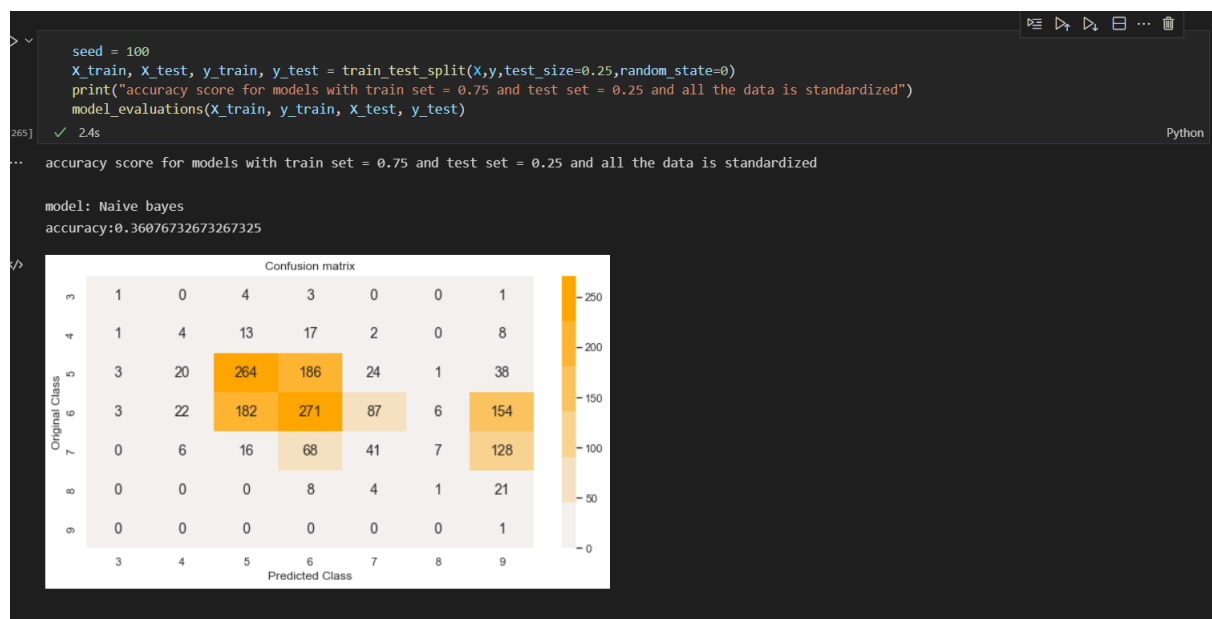 seed = 100
X_train, X_test, y_train, y_test = train_test_split(X,y,test_size=0.25,random_state=0)
print("accuracy score for models with train set = 0.75 and test set = 0.25 and all the data is standardized")
model_evaluations(X_train, y_train, X_test, y_test)
265] ✓ 2.4s Python
... accuracy score for models with train set = 0.75 and test set = 0.25 and all the data is standardized
model: Naive bayes
accuracy:0.36076732673267325
Confusion matrix
3 1 0 4 3 0 0 1
4 1 4 13 17 2 0 8
5 3 20 264 186 24 1 38
6 3 22 182 271 87 6 154
7 0 6 16 68 41 7 128
8 0 0 0 8 4 1 21
9 0 0 0 0 0 0 1
3 4 5 6 7 8 9
Original Class
Predicted Class
250
200
150
100
50
0